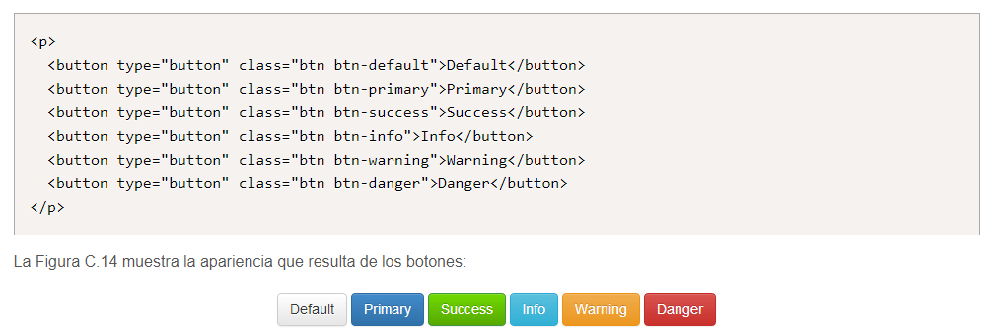 <p>
  <button type="button" class="btn btn-default">Default</button>
  <button type="button" class="btn btn-primary">Primary</button>
  <button type="button" class="btn btn-success">Success</button>
  <button type="button" class="btn btn-info">Info</button>
  <button type="button" class="btn btn-warning">Warning</button>
  <button type="button" class="btn btn-danger">Danger</button>
</p>
La Figura C.14 muestra la apariencia que resulta de los botones:
Default Primary Success Info Warning Danger